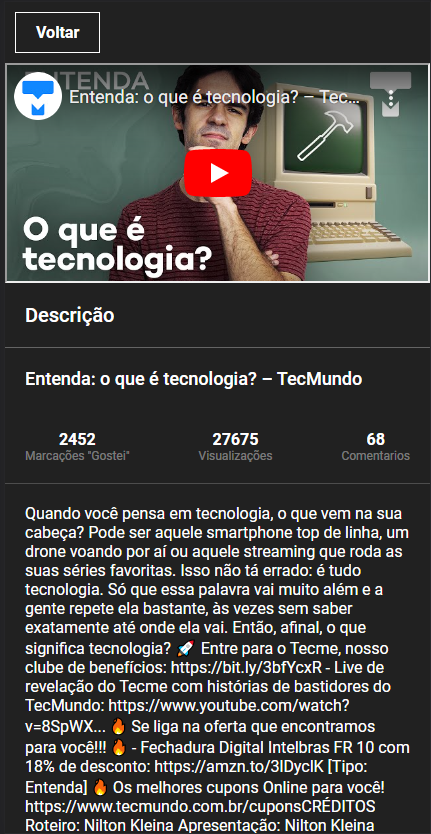 Voltar
ENTENDA
Entenda: o que é tecnologia? – Tec...
O que é
tecnologia?
Descrição
Entenda: o que é tecnologia? – TecMundo
2452 27675 68
Marcações "Gostei" Visualizações Comentarios
Quando você pensa em tecnologia, o que vem na sua
cabeça? Pode ser aquele smartphone top de linha, um
drone voando por aí ou aquele streaming que roda as
suas séries favoritas. Isso não tá errado: é tudo
tecnologia. Só que essa palavra vai muito além e a
gente repete ela bastante, às vezes sem saber
exatamente até onde ela vai. Então, afinal, o que
significa tecnologia? 🚀 Entre para o Tecme, nosso
clube de benefícios: https://bit.ly/3bfYcxR - Live de
revelação do Tecme com histórias de bastidores do
TecMundo: https://www.youtube.com/watch?
v=8SpWX... 🔥 Se liga na oferta que encontramos
para você!!! 🔥 - Fechadura Digital Intelbras FR 10 com
18% de desconto: https://amzn.to/3lDyclK [Tipo:
Entenda] 🔥 Os melhores cupons Online para você!
https://www.tecmundo.com.br/cuponsCRÉDITOS
Roteiro: Nilton Kleina Apresentação: Nilton Kleina